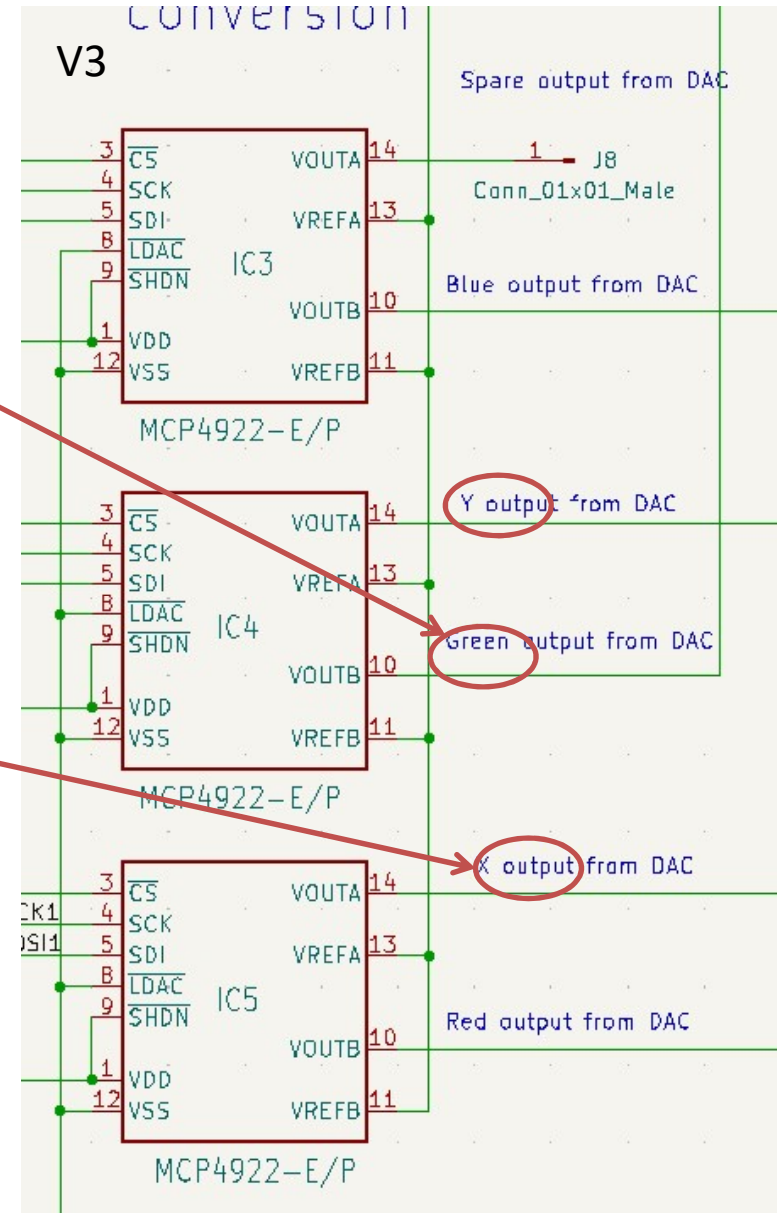 conversion
V3
Spare output from DAC
3 CS VOUTA 14 1 J8
4 SCK Conn_01x01_Male
5 SDI VREFA 13
8 LDAC IC3
9 SHDN Blue output from DAC
VOUTB 10
1 VDD
12 VSS VREFB 11
MCP4922-E/P
Y output from DAC
3 CS VOUTA 14
4 SCK
5 SDI VREFA 13
8 LDAC IC4
9 SHDN Green output from DAC
VOUTB 10
1 VDD
12 VSS VREFB 11
MCP4922-E/P
X output from DAC
3 CS VOUTA 14
CK1 4 SCK
OSI1 5 SDI VREFA 13
8 LDAC IC5
9 SHDN Red output from DAC
VOUTB 10
1 VDD
12 VSS VREFB 11
MCP4922-E/P